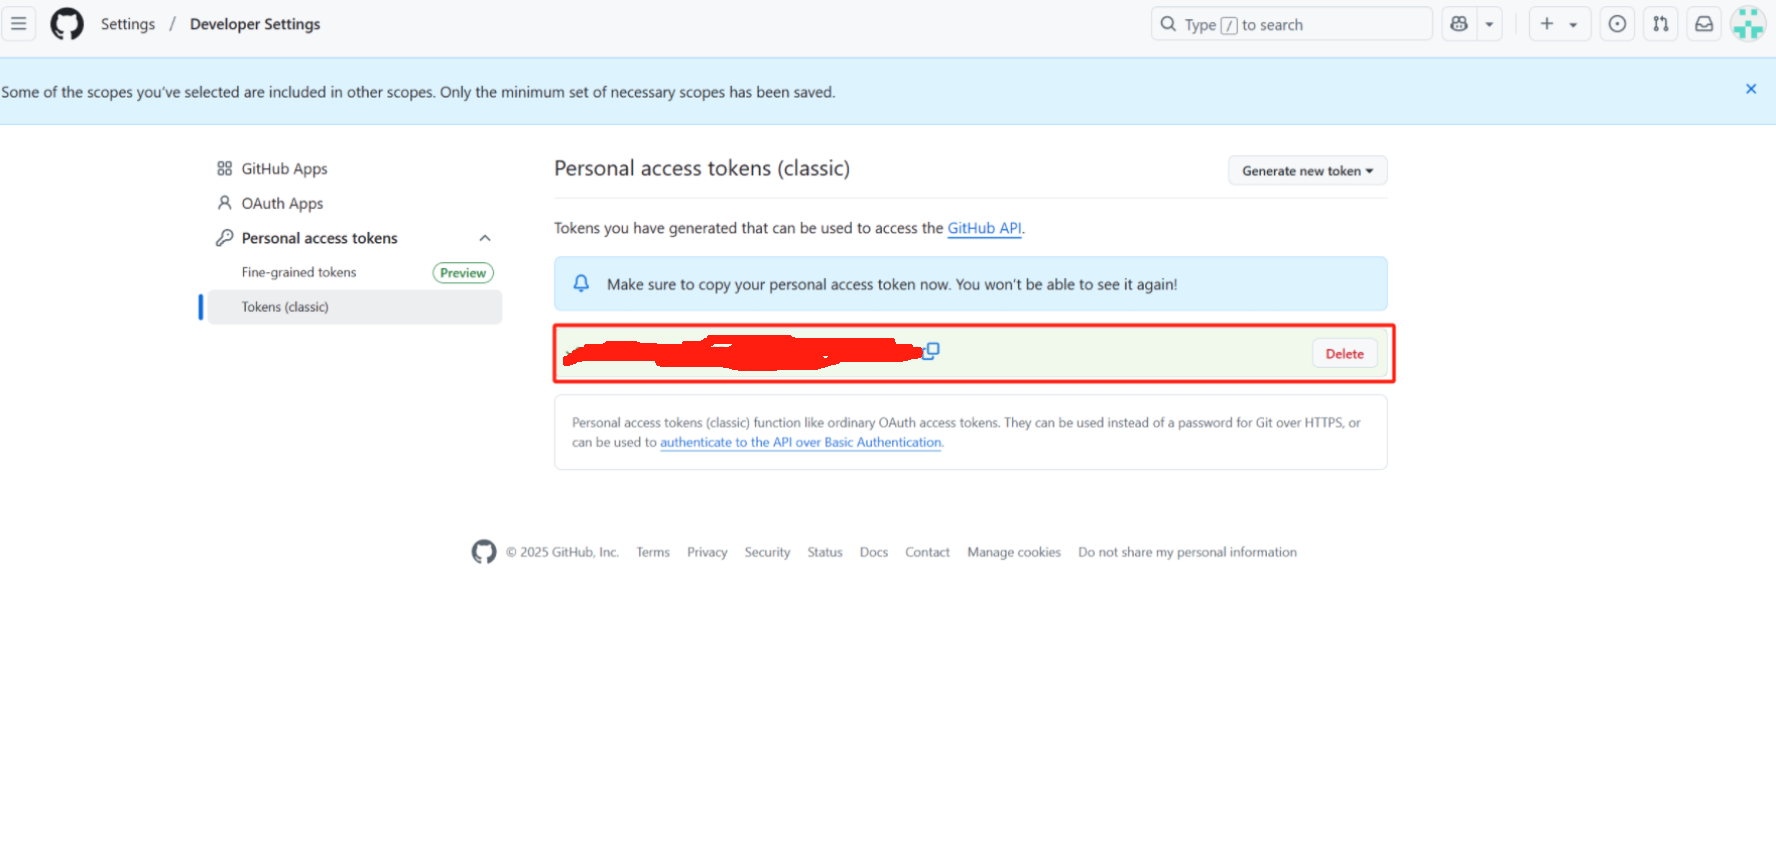 Settings / Developer Settings
Type / to search
Some of the scopes you've selected are included in other scopes. Only the minimum set of necessary scopes has been saved.
GitHub Apps
OAuth Apps
Personal access tokens
Fine-grained tokens Preview
Tokens (classic)
Personal access tokens (classic)
Generate new token
Tokens you have generated that can be used to access the GitHub API.
Make sure to copy your personal access token now. You won't be able to see it again!
Delete
Personal access tokens (classic) function like ordinary OAuth access tokens. They can be used instead of a password for Git over HTTPS, or
can be used to authenticate to the API over Basic Authentication.
© 2025 GitHub, Inc. Terms Privacy Security Status Docs Contact Manage cookies Do not share my personal information